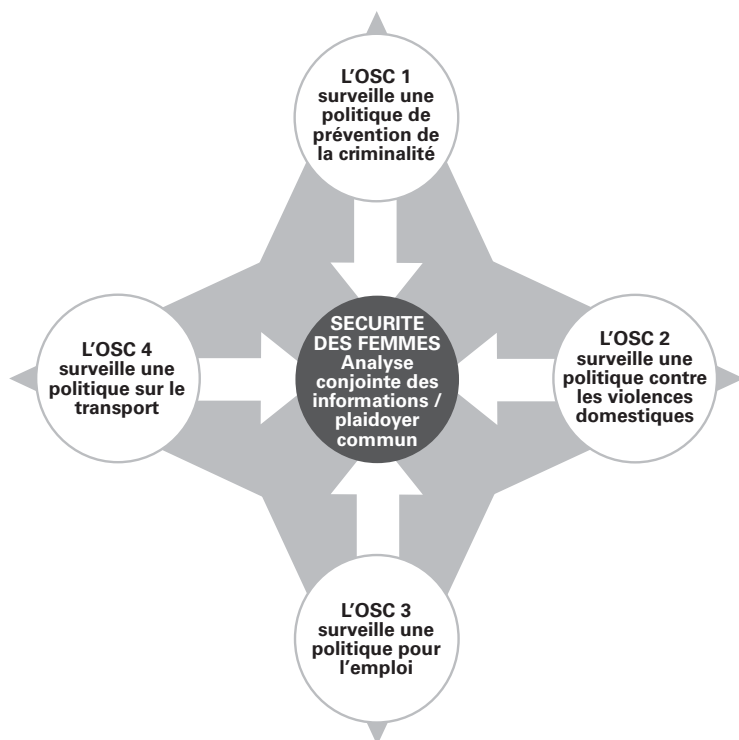 L'OSC 1
surveille une
politique de
prévention de
la criminalité
L'OSC 4
surveille une
politique sur le
transport
SECURITE
DES FEMMES
Analyse
conjointe des
informations /
plaidoyer
commun
L'OSC 2
surveille une
politique contre
les violences
domestiques
L'OSC 3
surveille une
politique pour
l'emploi